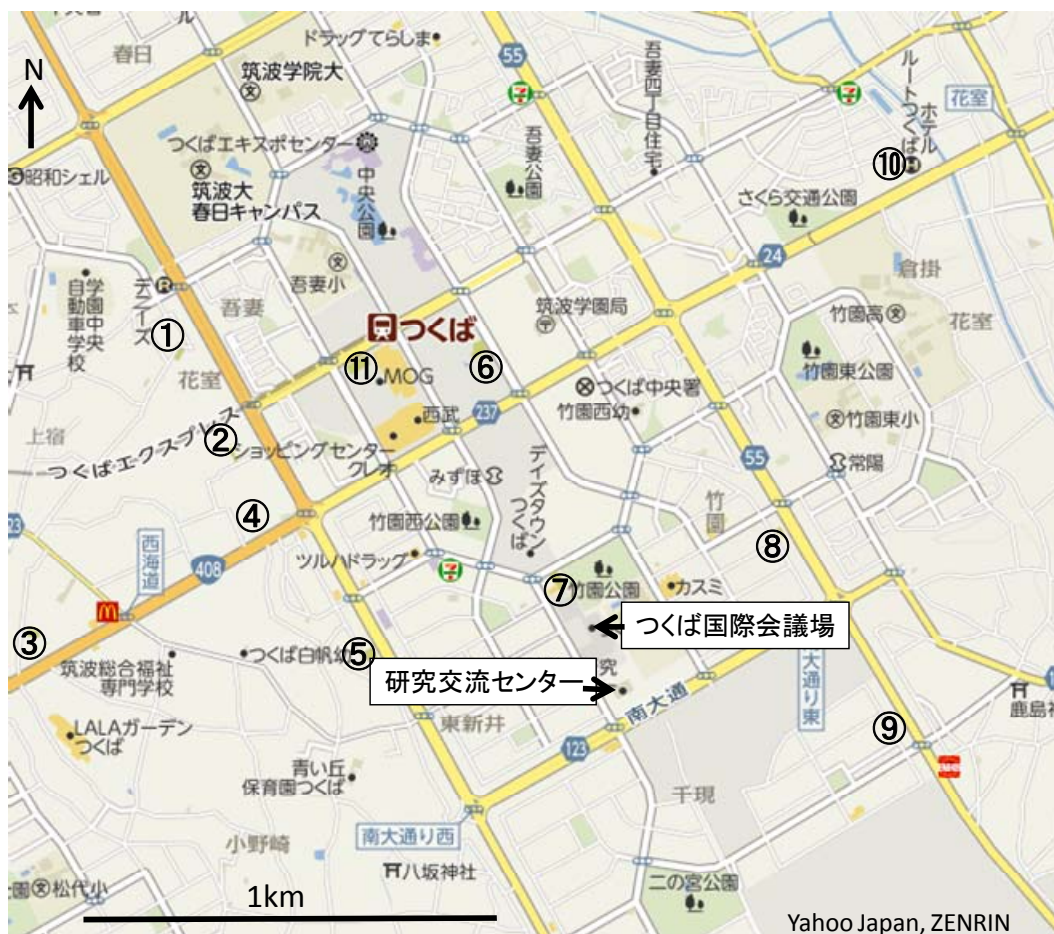 春日
ドラッグてらしま
筑波学院大
55
N
つくばエキスポセンター
昭和シェル
筑波大
春日キャンパス
中央公園
吾妻公園
吾妻四丁目住宅
ホテル
ルートつくば
花室
⑩
さくら交通公園
24
倉掛
花室
竹園高
学園中央
自動車学校
デニーズ
①
吾妻
吾妻小
筑波学園局
つくば
⑪
MOG
⑥
花室
つくば中央署
竹園西幼
竹園東公園
竹園東小
西武
237
上宿
つくばエクスプレス
②
ショッピングセンター
クレオ
みずほ
デイズタウン
つくば
55
常陽
竹園
④
竹園西公園
西海道
408
ツルハドラッグ
⑧
⑦
竹園公園
カスミ
つくば国際会議場
③
筑波総合福祉
専門学校
つくば白帆幼
⑤
研究交流センター
究
大通り東
鹿島神
LALAガーデン
つくば
東新井
南大通
123
⑨
青い丘
保育園つくば
千現
南大通り西
小野崎
八坂神社
二の宮公園
園
松代小
1km
Yahoo Japan, ZENRIN